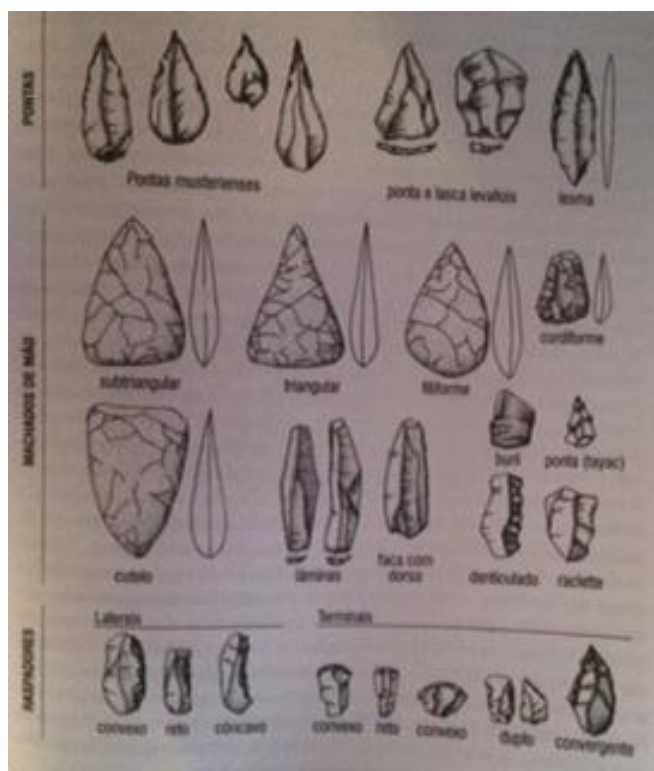 PONTAS
Pontas musterienses
ponta e lasca levallois
lesma
MACHADOS DE MÃO
subtriangular
triangular
filiforme
cordiforme
buril
ponta (tayac)
cutelo
lâminas
faca com
dorso
denticulado
raclette
RASPADORES
Laterais
Terminais
convexo
reto
côncavo
convexo
reto
convexo
duplo
convergente